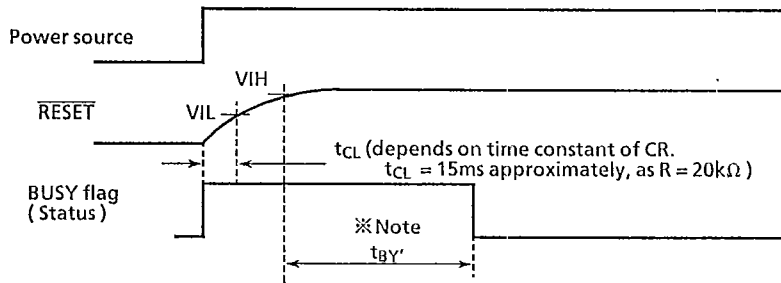 Power source
VIH
VIL
RESET
tCL (depends on time constant of CR.
tCL = 15ms approximately, as R = 20kΩ)
BUSY flag
(Status)
※Note
tBY'